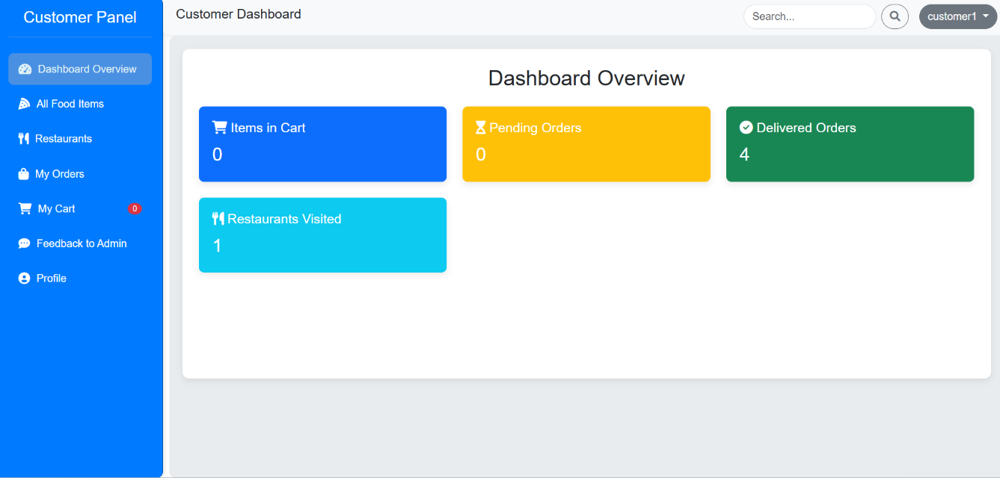 Customer Panel
Dashboard Overview
All Food Items
Restaurants
My Orders
My Cart 0
Feedback to Admin
Profile
Customer Dashboard
Search...
customer1
Dashboard Overview
Items in Cart
0
Pending Orders
0
Delivered Orders
4
Restaurants Visited
1